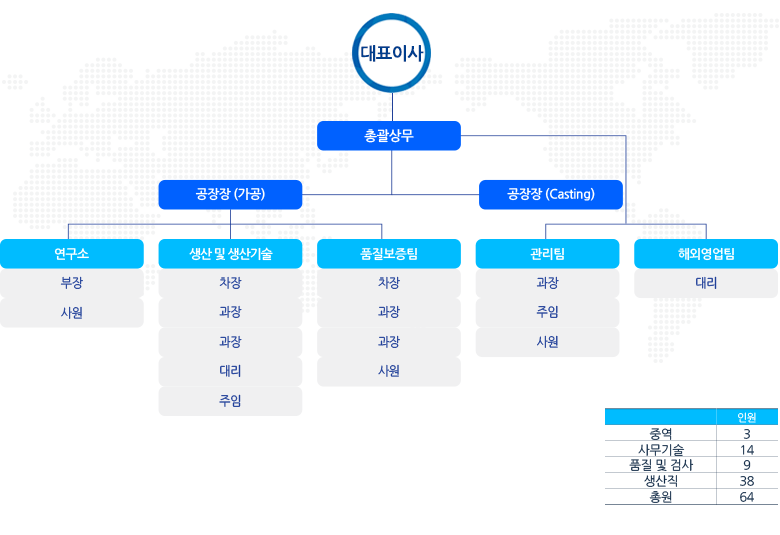 대표이사
총괄상무
공장장 (가공)
공장장 (Casting)
연구소
부장
사원
생산 및 생산기술
차장
과장
과장
대리
주임
품질보증팀
차장
과장
과장
사원
관리팀
과장
주임
사원
해외영업팀
대리
인원
중역 3
사무기술 14
품질 및 검사 9
생산직 38
총원 64